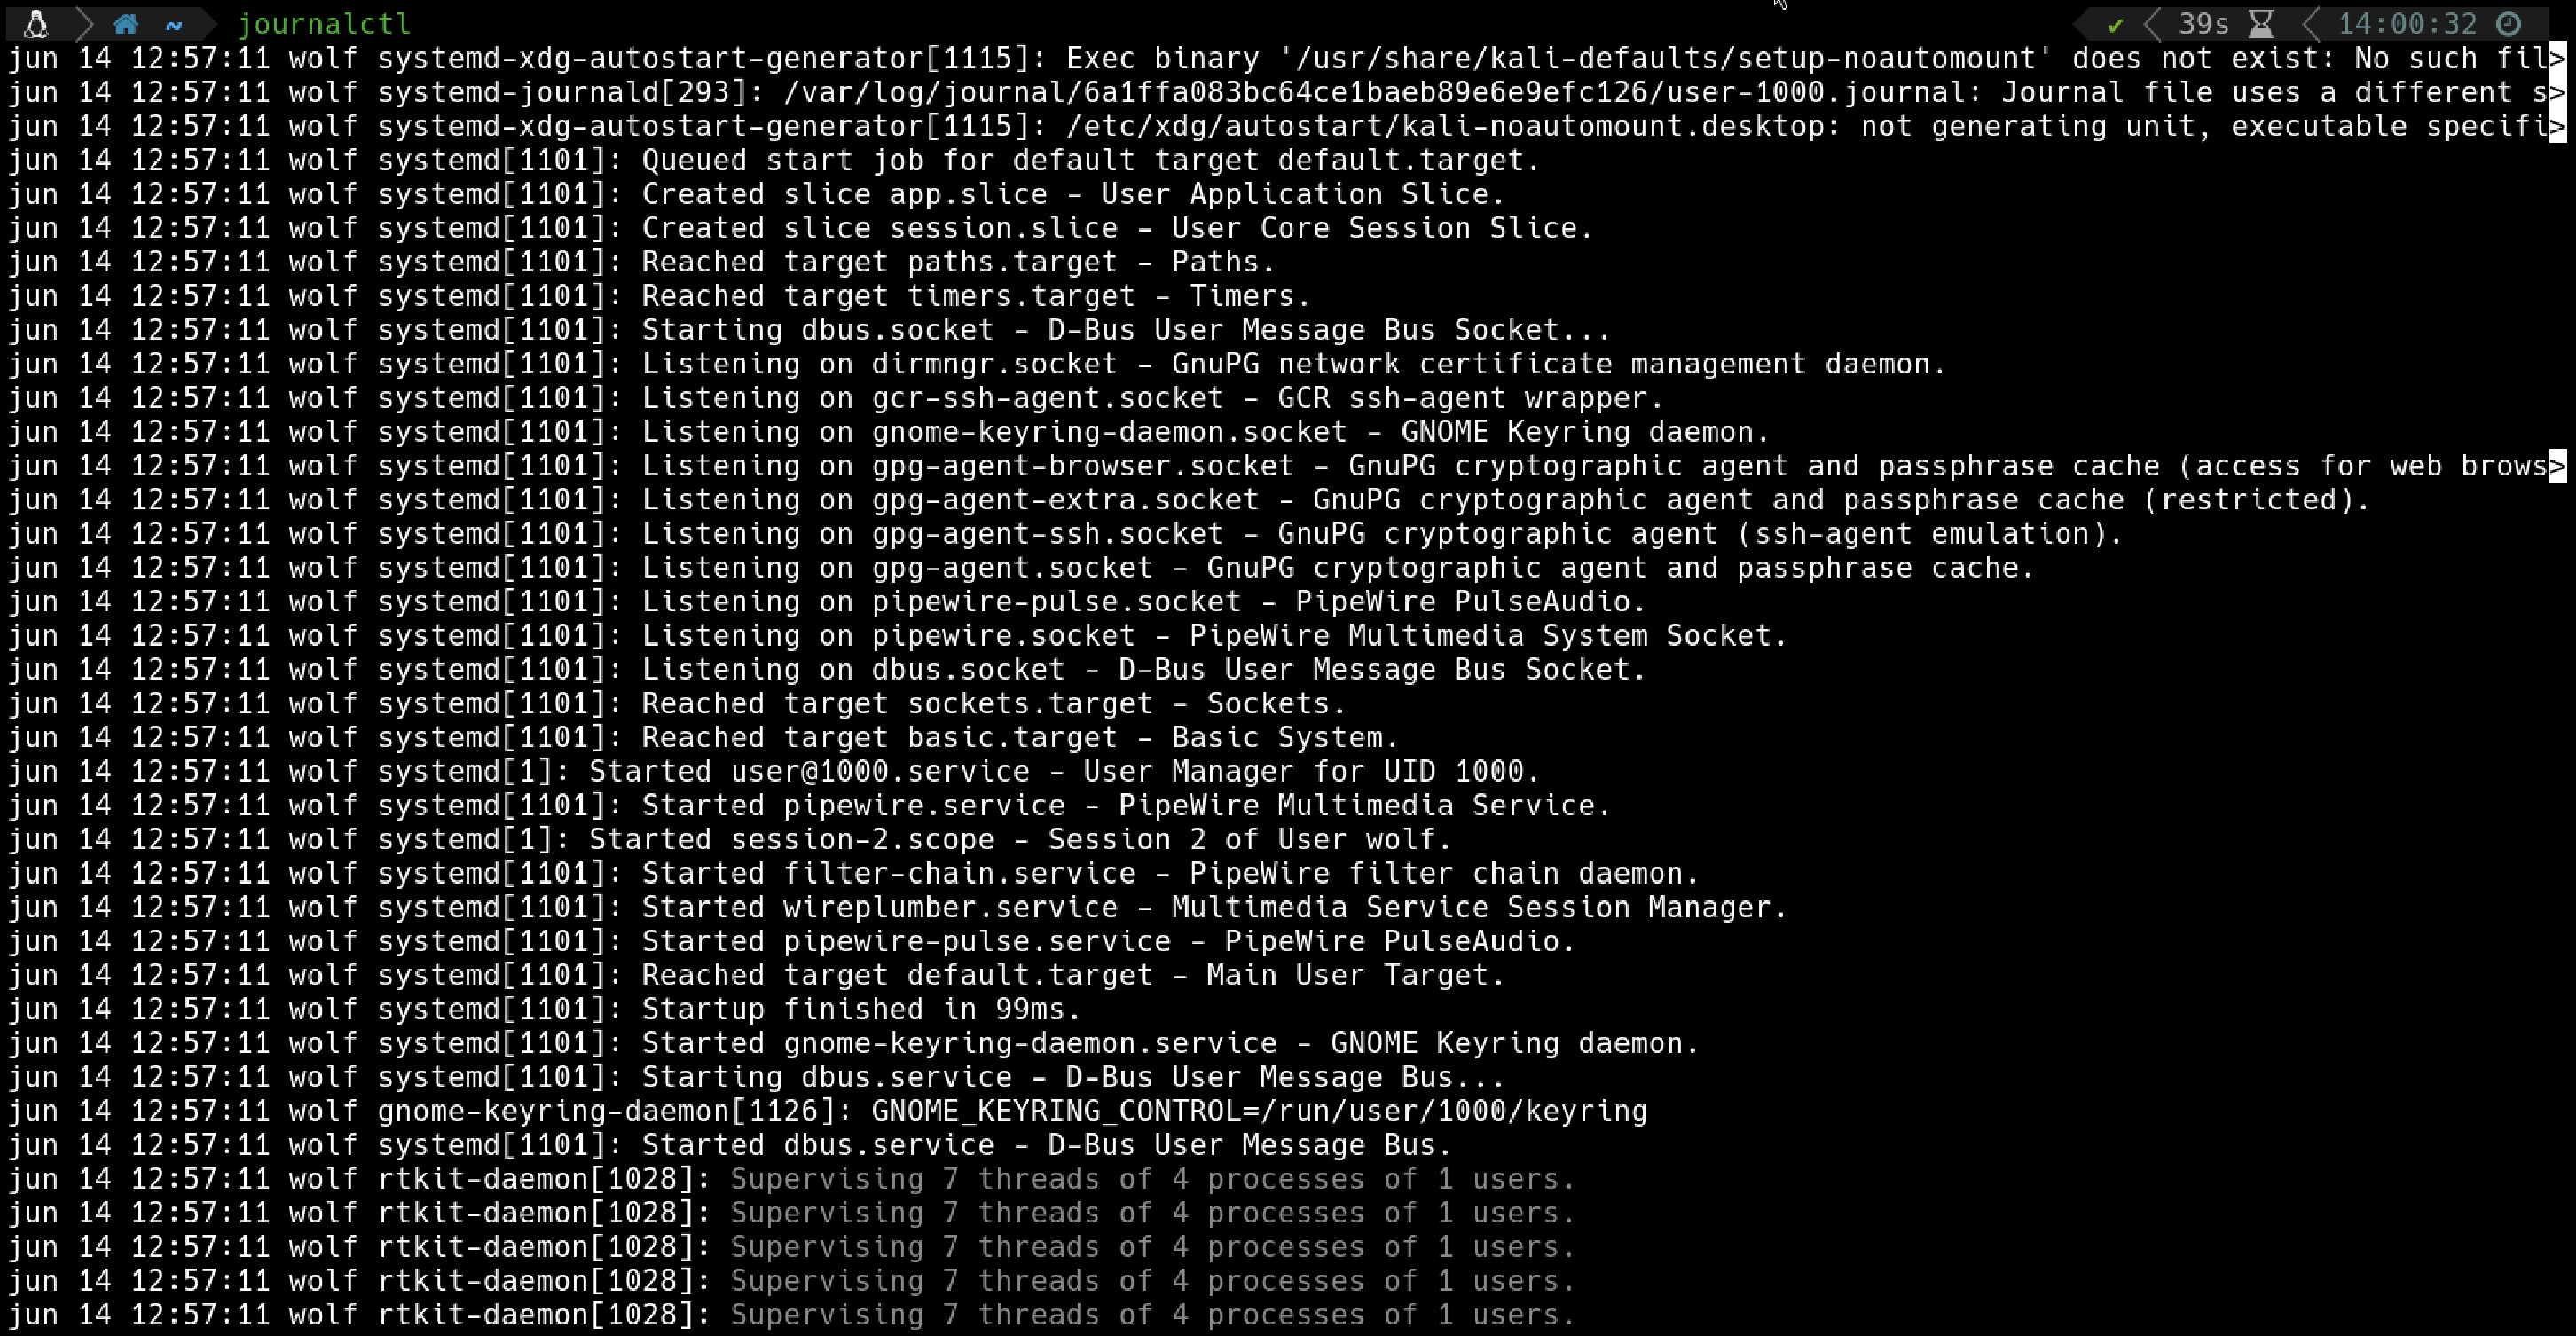 ~ journalctl ✔ 39s 14:00:32
jun 14 12:57:11 wolf systemd-xdg-autostart-generator[1115]: Exec binary '/usr/share/kali-defaults/setup-noautomount' does not exist: No such fil>
jun 14 12:57:11 wolf systemd-journald[293]: /var/log/journal/6a1ffa083bc64ce1baeb89e6e9efc126/user-1000.journal: Journal file uses a different s>
jun 14 12:57:11 wolf systemd-xdg-autostart-generator[1115]: /etc/xdg/autostart/kali-noautomount.desktop: not generating unit, executable specifi>
jun 14 12:57:11 wolf systemd[1101]: Queued start job for default target default.target.
jun 14 12:57:11 wolf systemd[1101]: Created slice app.slice - User Application Slice.
jun 14 12:57:11 wolf systemd[1101]: Created slice session.slice - User Core Session Slice.
jun 14 12:57:11 wolf systemd[1101]: Reached target paths.target - Paths.
jun 14 12:57:11 wolf systemd[1101]: Reached target timers.target - Timers.
jun 14 12:57:11 wolf systemd[1101]: Starting dbus.socket - D-Bus User Message Bus Socket...
jun 14 12:57:11 wolf systemd[1101]: Listening on dirmngr.socket - GnuPG network certificate management daemon.
jun 14 12:57:11 wolf systemd[1101]: Listening on gcr-ssh-agent.socket - GCR ssh-agent wrapper.
jun 14 12:57:11 wolf systemd[1101]: Listening on gnome-keyring-daemon.socket - GNOME Keyring daemon.
jun 14 12:57:11 wolf systemd[1101]: Listening on gpg-agent-browser.socket - GnuPG cryptographic agent and passphrase cache (access for web brows>
jun 14 12:57:11 wolf systemd[1101]: Listening on gpg-agent-extra.socket - GnuPG cryptographic agent and passphrase cache (restricted).
jun 14 12:57:11 wolf systemd[1101]: Listening on gpg-agent-ssh.socket - GnuPG cryptographic agent (ssh-agent emulation).
jun 14 12:57:11 wolf systemd[1101]: Listening on gpg-agent.socket - GnuPG cryptographic agent and passphrase cache.
jun 14 12:57:11 wolf systemd[1101]: Listening on pipewire-pulse.socket - PipeWire PulseAudio.
jun 14 12:57:11 wolf systemd[1101]: Listening on pipewire.socket - PipeWire Multimedia System Socket.
jun 14 12:57:11 wolf systemd[1101]: Listening on dbus.socket - D-Bus User Message Bus Socket.
jun 14 12:57:11 wolf systemd[1101]: Reached target sockets.target - Sockets.
jun 14 12:57:11 wolf systemd[1101]: Reached target basic.target - Basic System.
jun 14 12:57:11 wolf systemd[1]: Started user@1000.service - User Manager for UID 1000.
jun 14 12:57:11 wolf systemd[1101]: Started pipewire.service - PipeWire Multimedia Service.
jun 14 12:57:11 wolf systemd[1]: Started session-2.scope - Session 2 of User wolf.
jun 14 12:57:11 wolf systemd[1101]: Started filter-chain.service - PipeWire filter chain daemon.
jun 14 12:57:11 wolf systemd[1101]: Started wireplumber.service - Multimedia Service Session Manager.
jun 14 12:57:11 wolf systemd[1101]: Started pipewire-pulse.service - PipeWire PulseAudio.
jun 14 12:57:11 wolf systemd[1101]: Reached target default.target - Main User Target.
jun 14 12:57:11 wolf systemd[1101]: Startup finished in 99ms.
jun 14 12:57:11 wolf systemd[1101]: Started gnome-keyring-daemon.service - GNOME Keyring daemon.
jun 14 12:57:11 wolf systemd[1101]: Starting dbus.service - D-Bus User Message Bus...
jun 14 12:57:11 wolf gnome-keyring-daemon[1126]: GNOME_KEYRING_CONTROL=/run/user/1000/keyring
jun 14 12:57:11 wolf systemd[1101]: Started dbus.service - D-Bus User Message Bus.
jun 14 12:57:11 wolf rtkit-daemon[1028]: Supervising 7 threads of 4 processes of 1 users.
jun 14 12:57:11 wolf rtkit-daemon[1028]: Supervising 7 threads of 4 processes of 1 users.
jun 14 12:57:11 wolf rtkit-daemon[1028]: Supervising 7 threads of 4 processes of 1 users.
jun 14 12:57:11 wolf rtkit-daemon[1028]: Supervising 7 threads of 4 processes of 1 users.
jun 14 12:57:11 wolf rtkit-daemon[1028]: Supervising 7 threads of 4 processes of 1 users.